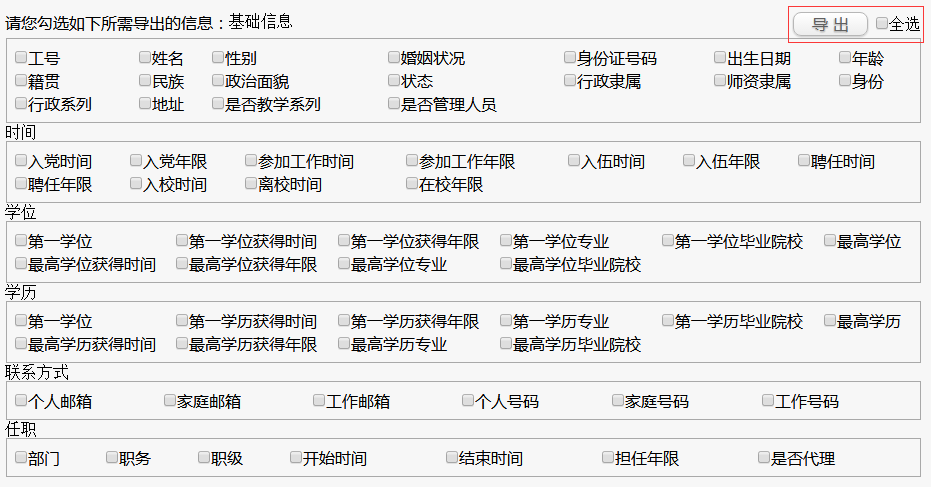 请您勾选如下所需导出的信息：基础信息 导出 全选
工号 姓名 性别 婚姻状况 身份证号码 出生日期 年龄
籍贯 民族 政治面貌 状态 行政隶属 师资隶属 身份
行政系列 地址 是否教学系列 是否管理人员
时间
入党时间 入党年限 参加工作时间 参加工作年限 入伍时间 入伍年限 聘任时间
聘任年限 入校时间 离校时间 在校年限
学位
第一学位 第一学位获得时间 第一学位获得年限 第一学位专业 第一学位毕业院校 最高学位
最高学位获得时间 最高学位获得年限 最高学位专业 最高学位毕业院校
学历
第一学位 第一学历获得时间 第一学历获得年限 第一学历专业 第一学历毕业院校 最高学历
最高学历获得时间 最高学历获得年限 最高学历专业 最高学历毕业院校
联系方式
个人邮箱 家庭邮箱 工作邮箱 个人号码 家庭号码 工作号码
任职
部门 职务 职级 开始时间 结束时间 担任年限 是否代理